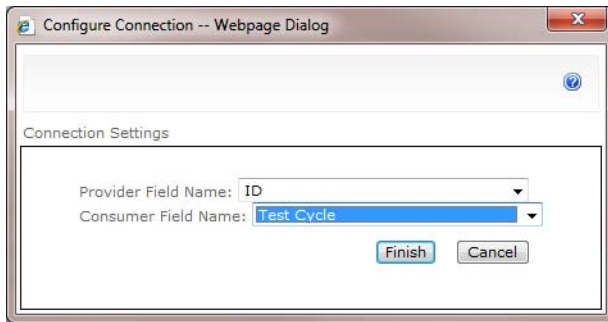 Configure Connection -- Webpage Dialog
Connection Settings
Provider Field Name: ID
Consumer Field Name: Test Cycle
Finish Cancel